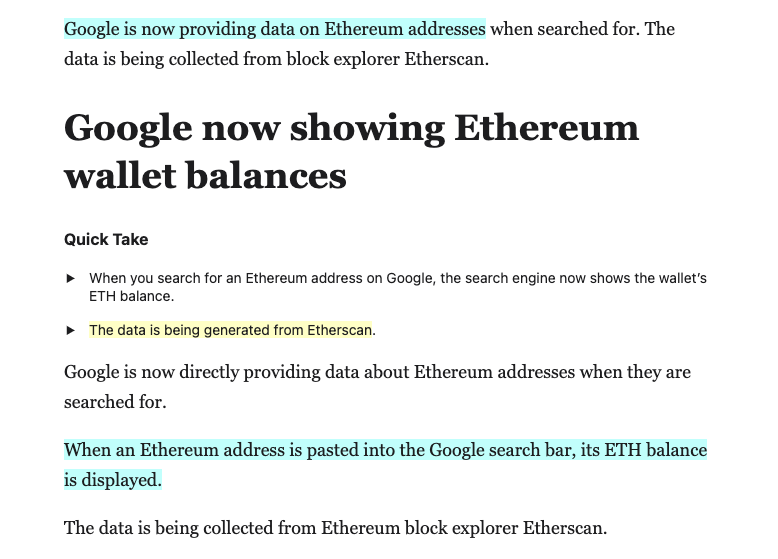 Google is now providing data on Ethereum addresses when searched for. The
data is being collected from block explorer Etherscan.
Google now showing Ethereum
wallet balances
Quick Take
When you search for an Ethereum address on Google, the search engine now shows the wallet’s
ETH balance.
The data is being generated from Etherscan.
Google is now directly providing data about Ethereum addresses when they are
searched for.
When an Ethereum address is pasted into the Google search bar, its ETH balance
is displayed.
The data is being collected from Ethereum block explorer Etherscan.